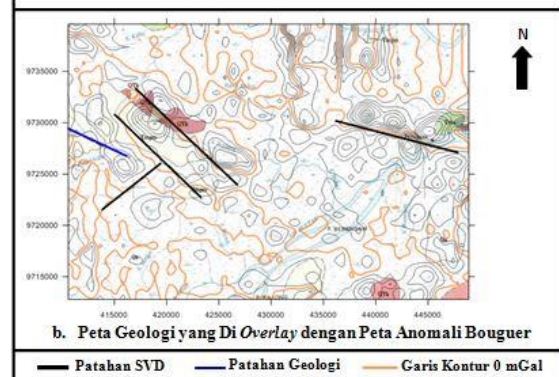 N
9735000
9730000
9725000
9720000
9715000
415000 420000 425000 430000 435000 440000 445000
b. Peta Geologi yang Di Overlay dengan Peta Anomali Bouguer
Patahan SVD Patahan Geologi Garis Kontur 0 mGal